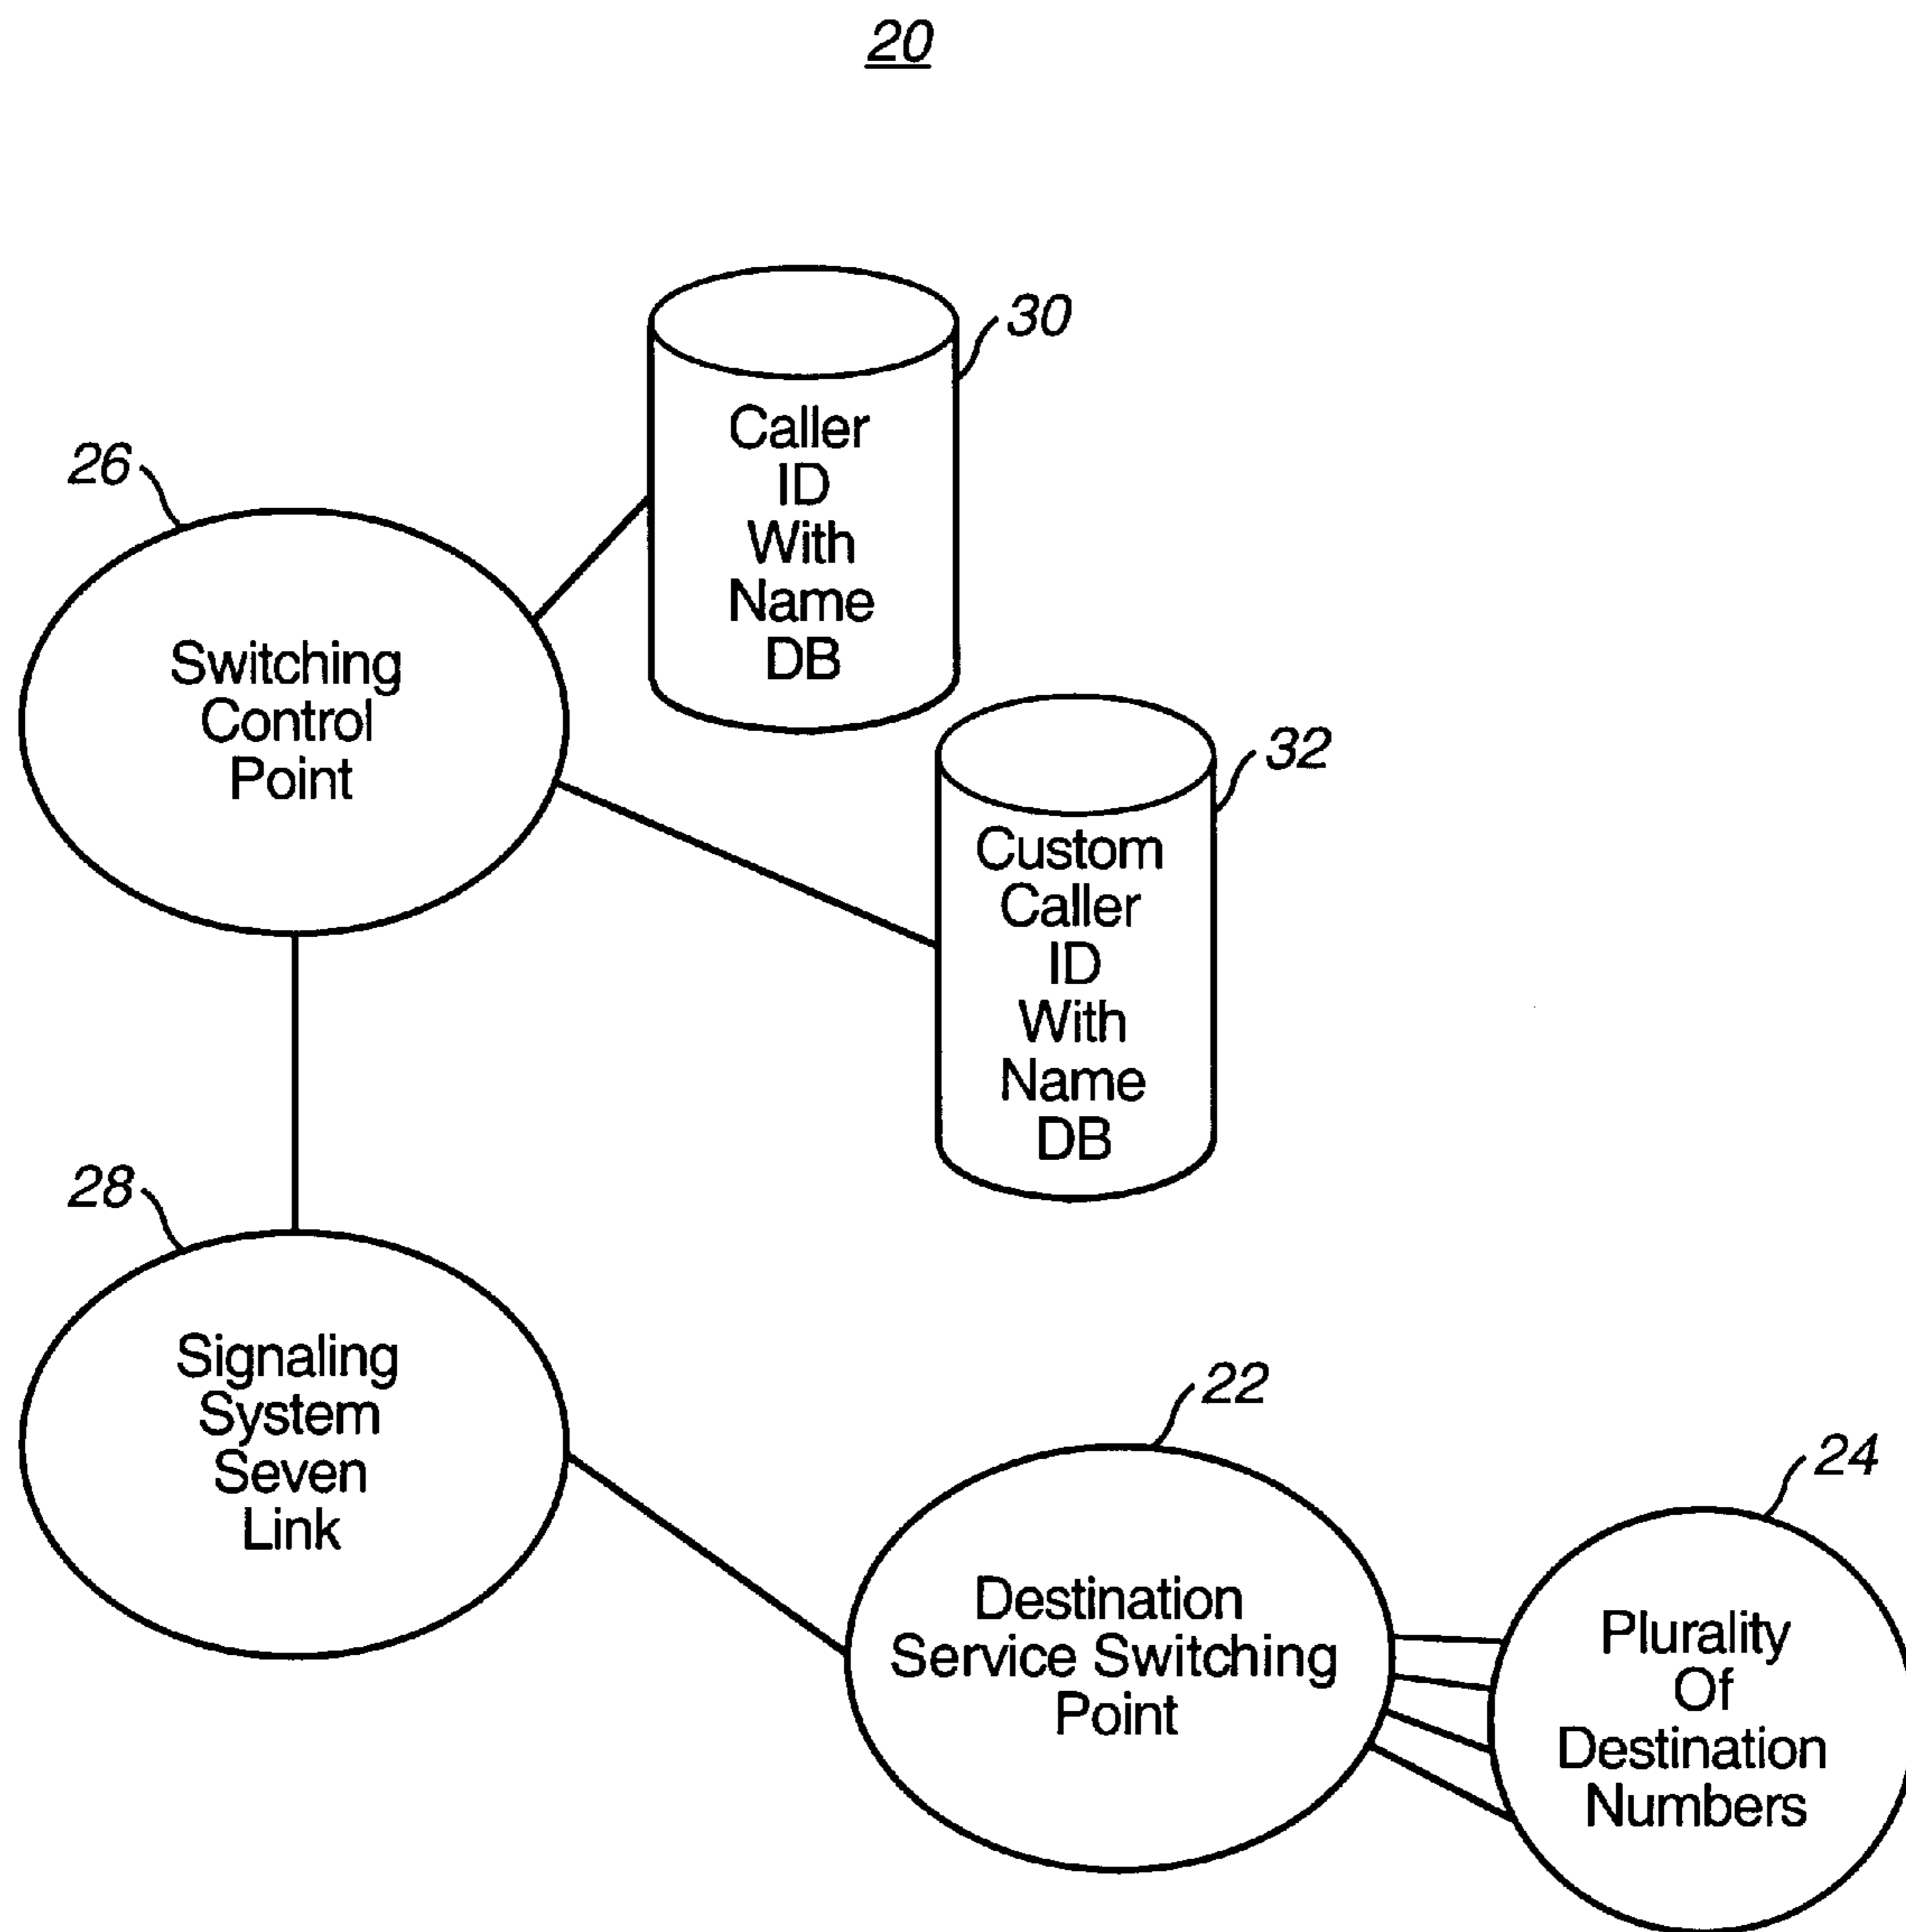 20
30
Caller
ID
With
Name
DB
26
Switching
Control
Point
32
Custom
Caller
ID
With
Name
DB
28
Signaling
System
Seven
Link
22
Destination
Service Switching
Point
24
Plurality
Of
Destination
Numbers